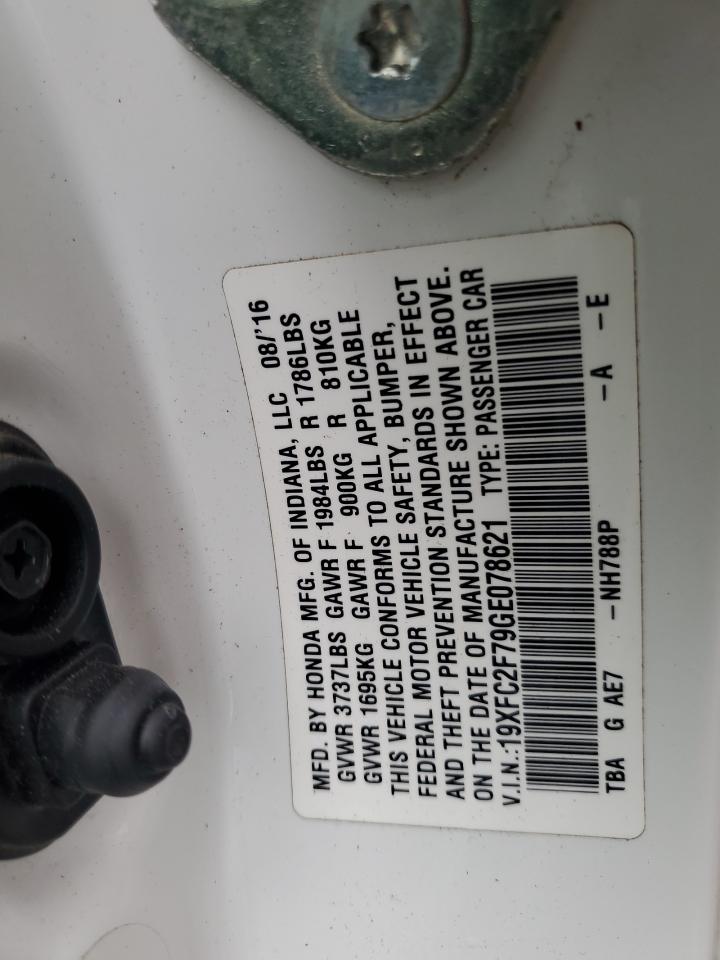 MFD. BY HONDA MFG. OF INDIANA, LLC 08/'16
GVWR 3737LBS GAWR F 1984LBS R 1786LBS
GVWR 1695KG GAWR F 900KG R 810KG
THIS VEHICLE CONFORMS TO ALL APPLICABLE
FEDERAL MOTOR VEHICLE SAFETY, BUMPER,
AND THEFT PREVENTION STANDARDS IN EFFECT
ON THE DATE OF MANUFACTURE SHOWN ABOVE.
V.I.N.:19XFC2F79GE078621 TYPE: PASSENGER CAR
TBA G AE7 -NH788P -A -E